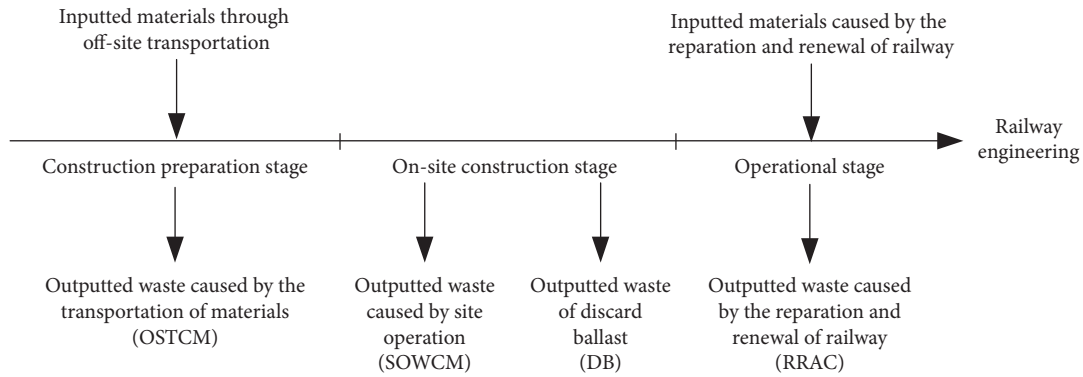 Inputted materials through
off-site transportation
Inputted materials caused by the
reparation and renewal of railway
Railway
engineering
Construction preparation stage
On-site construction stage
Operational stage
Outputted waste caused by the
transportation of materials
(OSTCM)
Outputted waste
caused by site
operation
(SOWCM)
Outputted waste
of discard
ballast
(DB)
Outputted waste caused
by the reparation and
renewal of railway
(RRAC)